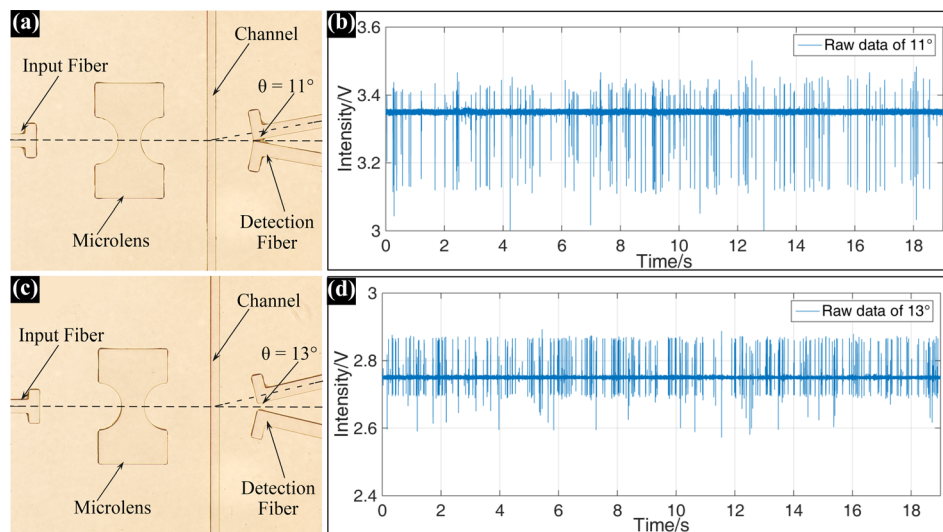 (a)
Channel
Input Fiber
θ = 11°
Microlens
Detection
Fiber
(b)
3.6
3.4
3.2
3
Intensity/V
Raw data of 11°
0 2 4 6 8 10 12 14 16 18
Time/s
(c)
Channel
Input Fiber
θ = 13°
Microlens
Detection
Fiber
(d)
3
2.8
2.6
2.4
Intensity/V
Raw data of 13°
0 2 4 6 8 10 12 14 16 18
Time/s